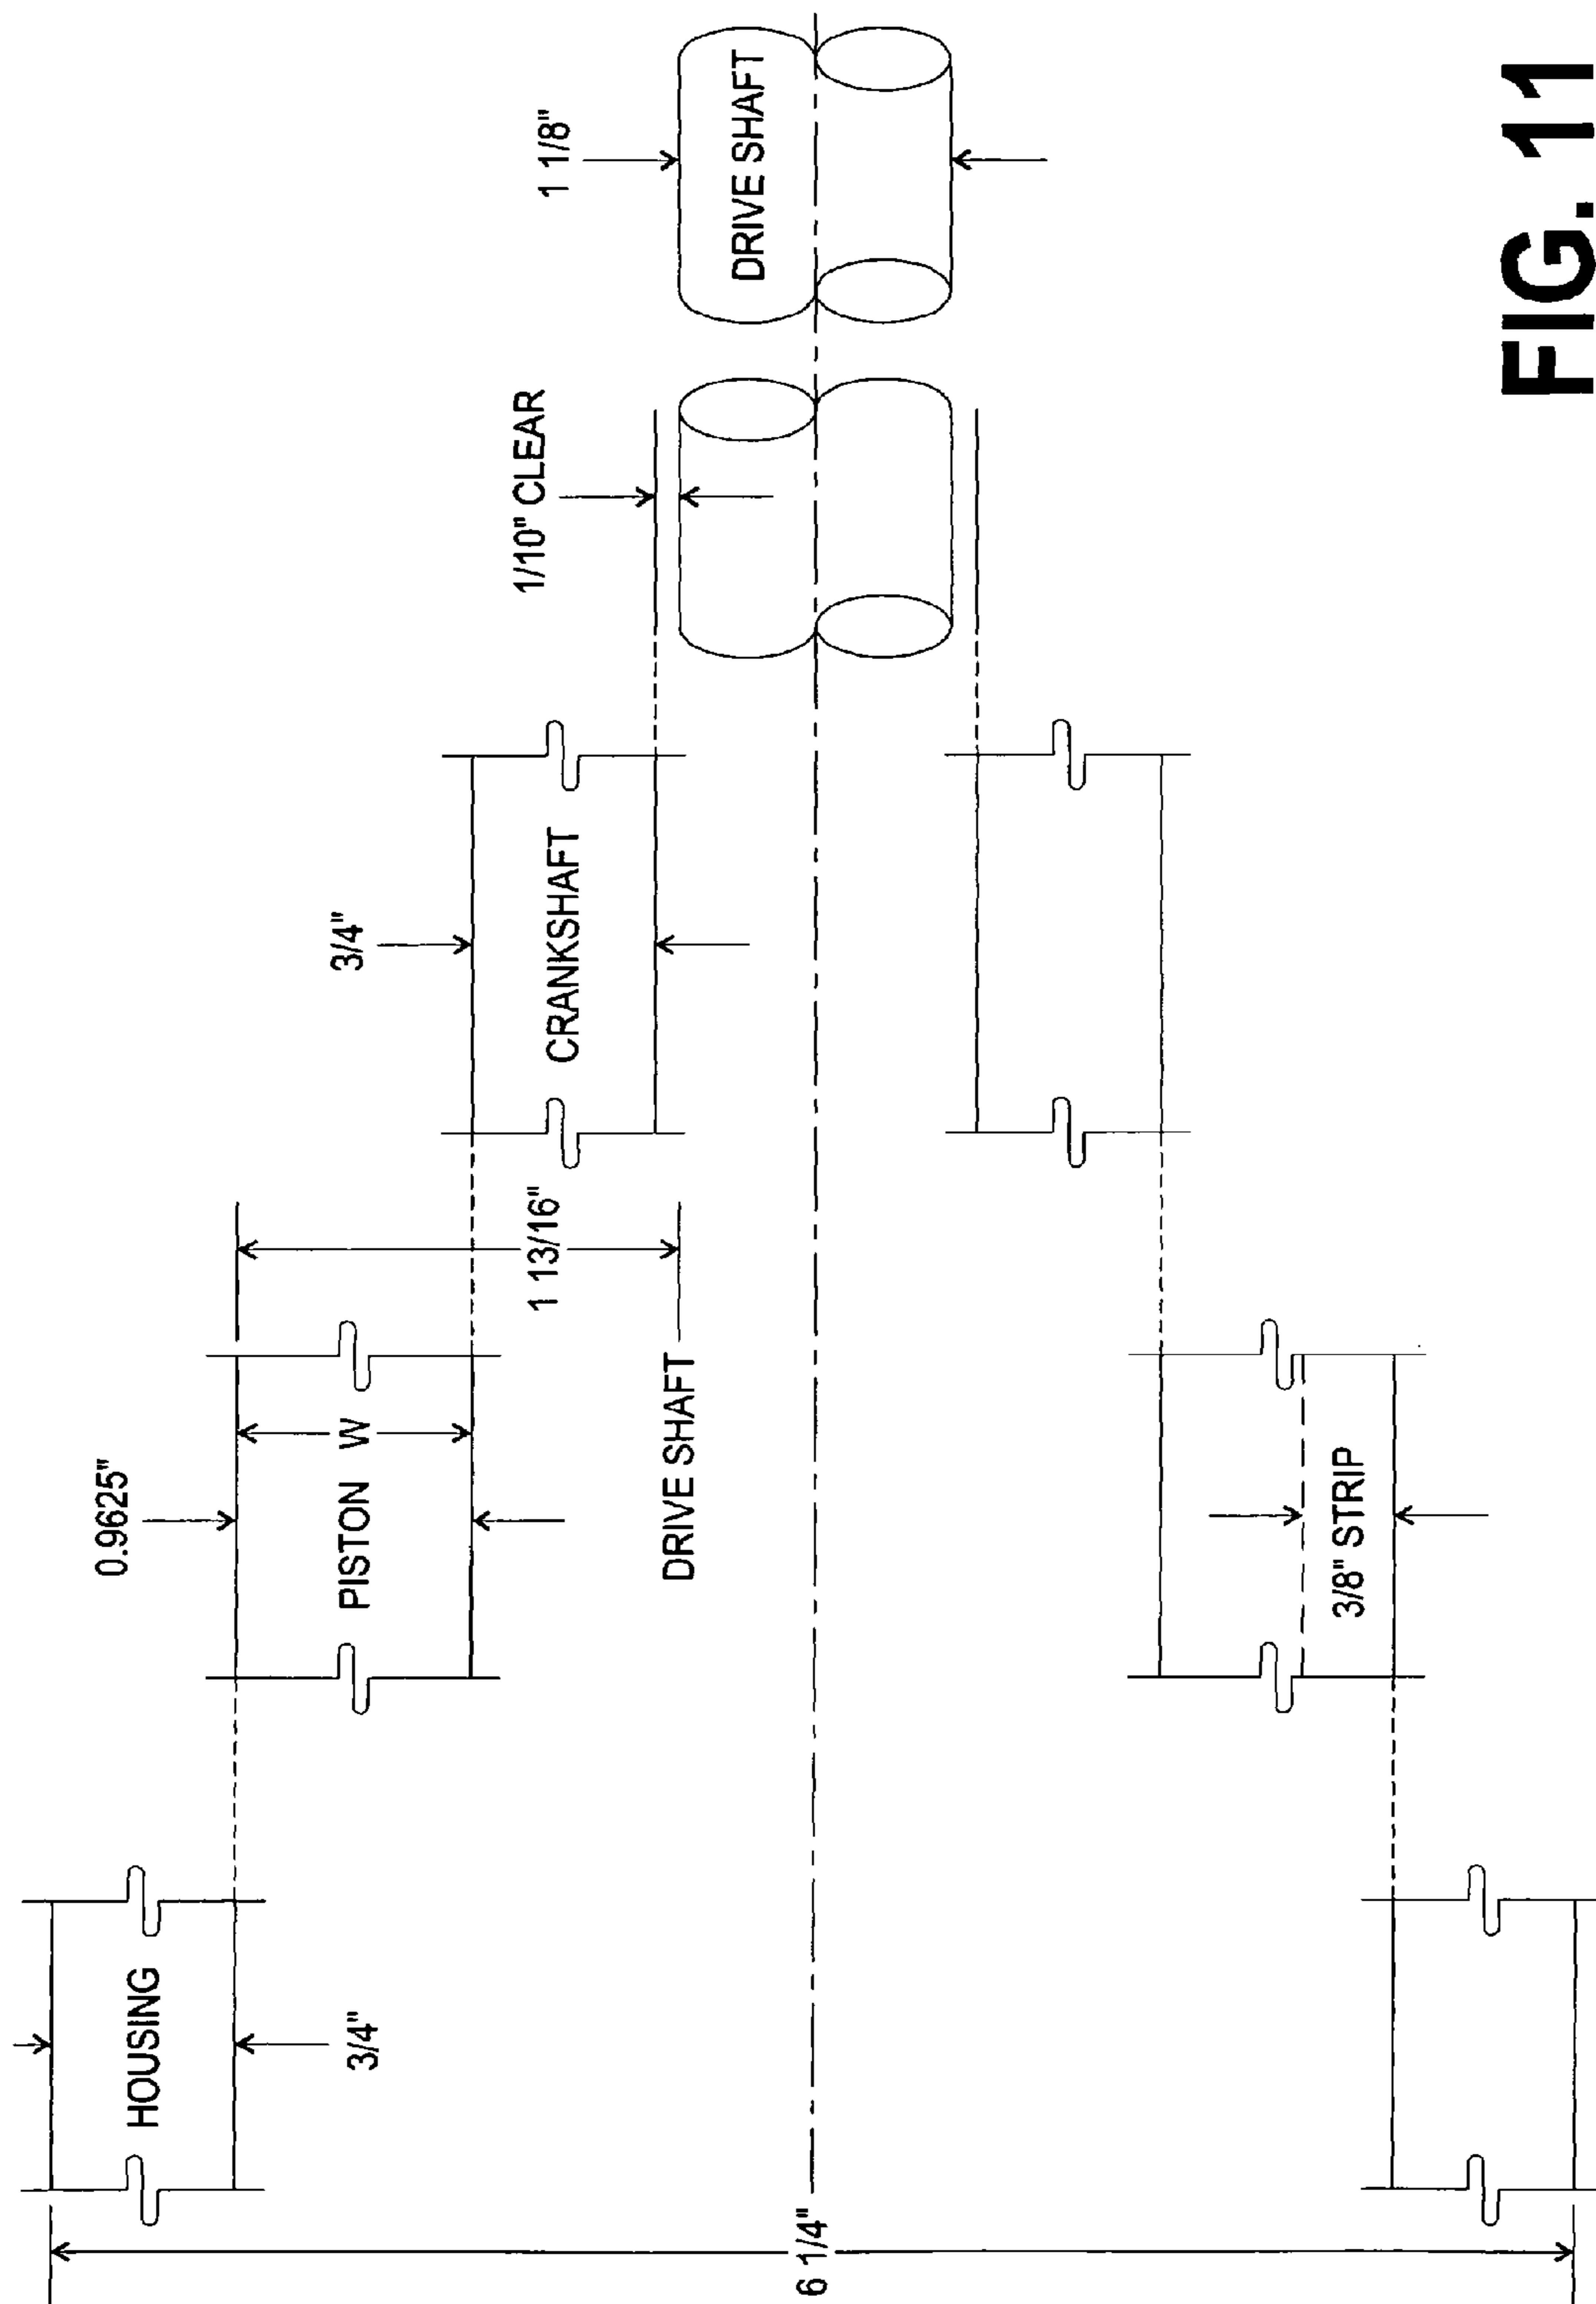 HOUSING
3/4"
6 1/4"
0.9625"
PISTON W
DRIVE SHAFT
1 13/16"
3/8" STRIP
3/4"
CRANKSHAFT
1/10" CLEAR
1 1/8"
DRIVE SHAFT
FIG. 11